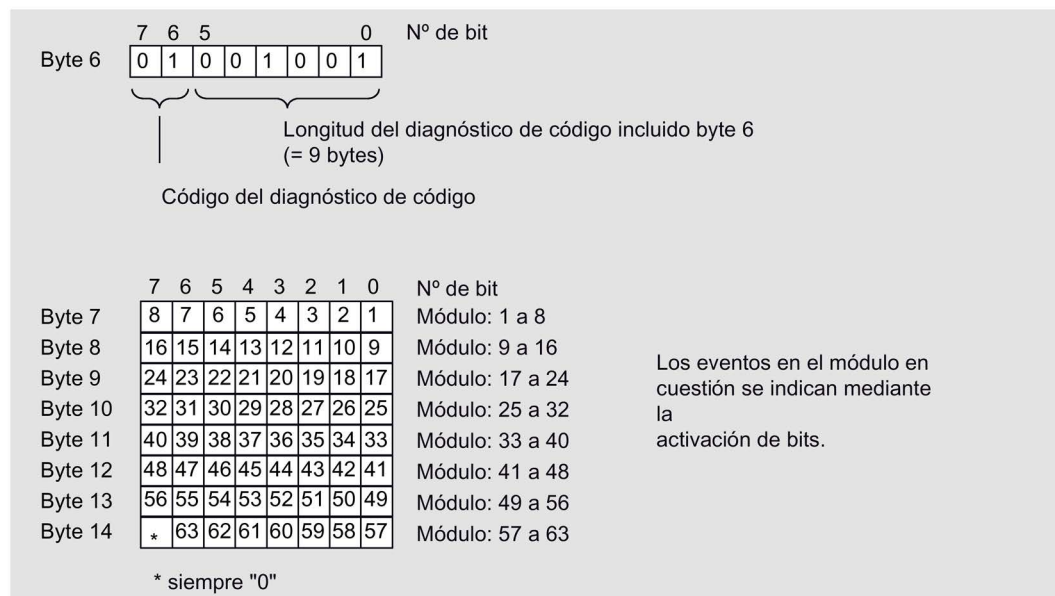 7 6 5 0 Nº de bit
Byte 6 0 1 0 0 1 0 0 1
Longitud del diagnóstico de código incluido byte 6
(= 9 bytes)
Código del diagnóstico de código
7 6 5 4 3 2 1 0 Nº de bit
Byte 7 8 7 6 5 4 3 2 1 Módulo: 1 a 8
Byte 8 16 15 14 13 12 11 10 9 Módulo: 9 a 16
Byte 9 24 23 22 21 20 19 18 17 Módulo: 17 a 24
Byte 10 32 31 30 29 28 27 26 25 Módulo: 25 a 32
Byte 11 40 39 38 37 36 35 34 33 Módulo: 33 a 40
Byte 12 48 47 46 45 44 43 42 41 Módulo: 41 a 48
Byte 13 56 55 54 53 52 51 50 49 Módulo: 49 a 56
Byte 14 * 63 62 61 60 59 58 57 Módulo: 57 a 63
Los eventos en el módulo en
cuestión se indican mediante
la
activación de bits.
* siempre "0"